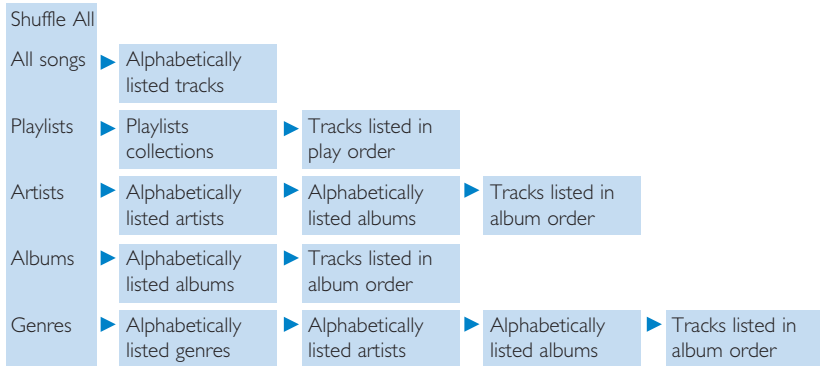 Shuffle All
All songs
Alphabetically
listed tracks
Playlists
Playlists
collections
Tracks listed in
play order
Artists
Alphabetically
listed artists
Alphabetically
listed albums
Tracks listed in
album order
Albums
Alphabetically
listed albums
Tracks listed in
album order
Genres
Alphabetically
listed genres
Alphabetically
listed artists
Alphabetically
listed albums
Tracks listed in
album order